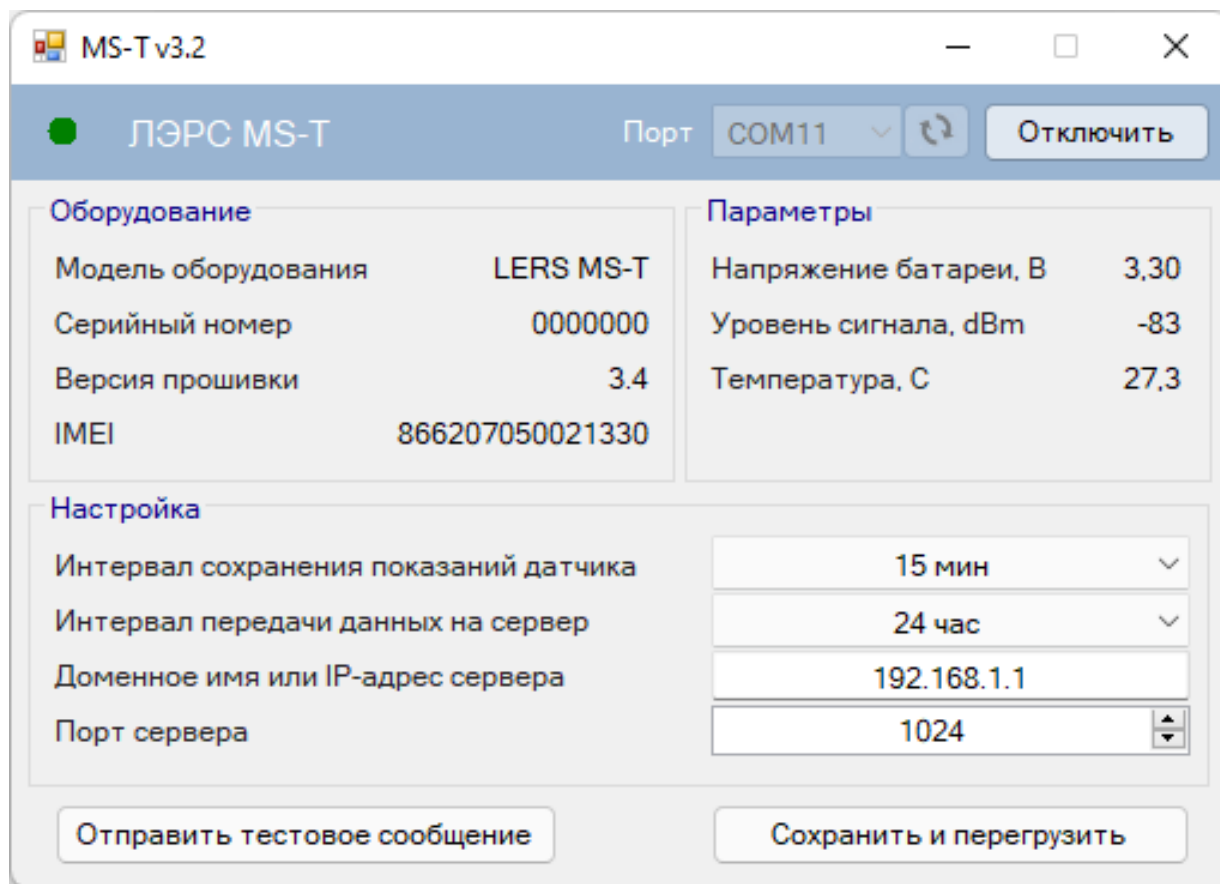 MS-T v3.2
ЛЭРС MS-T Порт COM11 Отключить
Оборудование
Модель оборудования LERS MS-T
Серийный номер 0000000
Версия прошивки 3.4
IMEI 866207050021330
Параметры
Напряжение батареи, В 3,30
Уровень сигнала, dBm -83
Температура, С 27,3
Настройка
Интервал сохранения показаний датчика 15 мин
Интервал передачи данных на сервер 24 час
Доменное имя или IP-адрес сервера 192.168.1.1
Порт сервера 1024
Отправить тестовое сообщение Сохранить и перегрузить